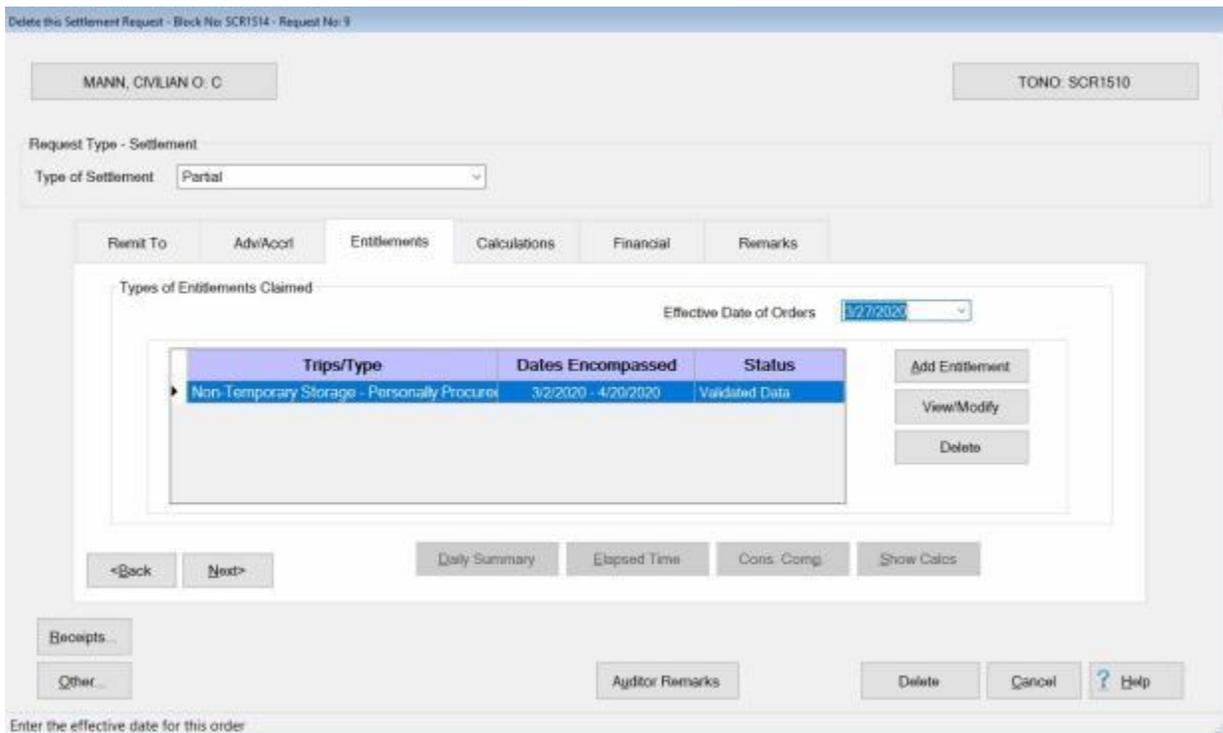 Delete this Settlement Request - Block No: SCR1514 - Request No: 9
MANN, CIVILIAN O: C
TONO: SCR1510
Request Type - Settlement
Type of Settlement Partial
Remit To Adv/Accrl Entitlements Calculations Financial Remarks
Types of Entitlements Claimed
Effective Date of Orders 3/27/2020
Trips/Type Dates Encompassed Status
Non-Temporary Storage - Personally Procured 3/2/2020 - 4/20/2020 Validated Data
Add Entitlement
View/Modify
Delete
<Back Next> Daily Summary Elapsed Time Cons. Comp. Show Calcs
Receipts...
Other... Auditor Remarks Delete Cancel ? Help
Enter the effective date for this order